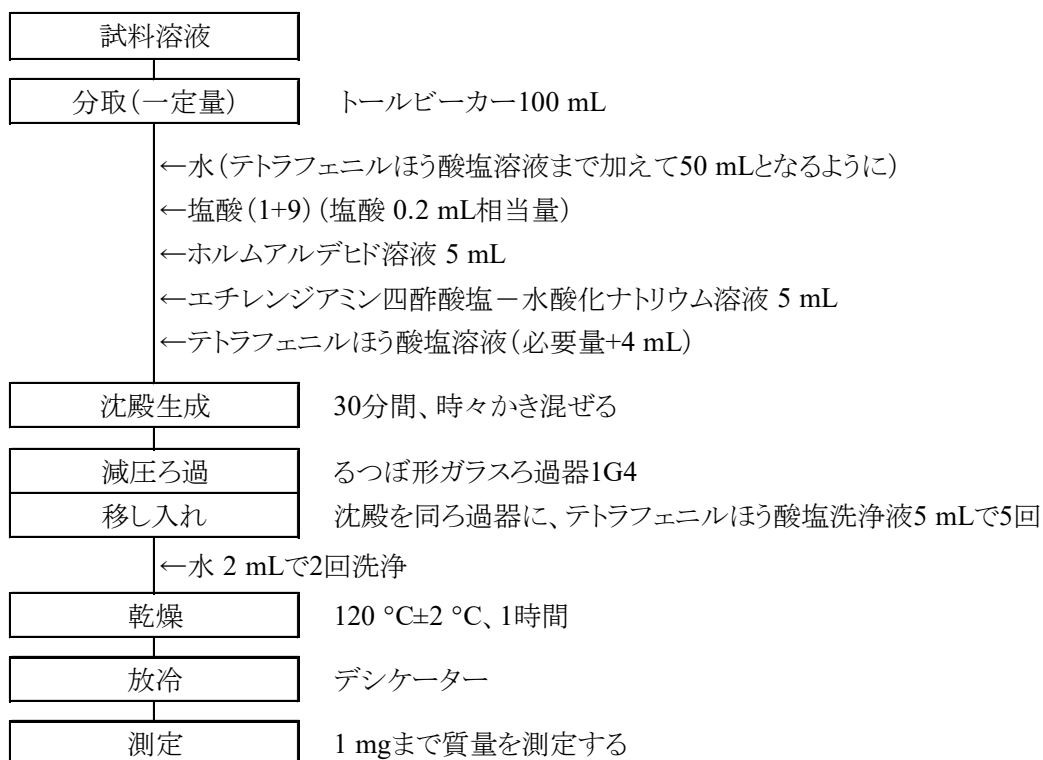 試料溶液
分取(一定量) トールビーカー100 mL
←水(テトラフェニルほう酸塩溶液まで加えて50 mLとなるように)
←塩酸(1+9)(塩酸 0.2 mL相当量)
←ホルムアルデヒド溶液 5 mL
←エチレンジアミン四酢酸塩-水酸化ナトリウム溶液 5 mL
←テトラフェニルほう酸塩溶液(必要量+4 mL)
沈殿生成 30分間、時々かき混ぜる
減圧ろ過 るつぼ形ガラスろ過器1G4
移し入れ 沈殿を同ろ過器に、テトラフェニルほう酸塩洗浄液5 mLで5回
←水 2 mLで2回洗浄
乾燥 120 °C±2 °C、1時間
放冷 デシケーター
測定 1 mgまで質量を測定する